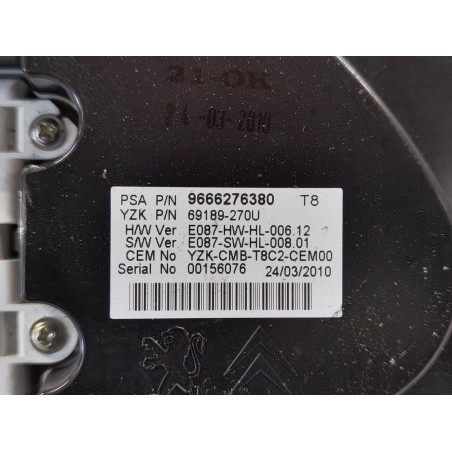 21-OK
24-03-2010
PSA P/N 9666276380 T8
YZK P/N 69189-270U
H/W Ver E087-HW-HL-006.12
S/W Ver E087-SW-HL-008.01
CEM No YZK-CMB-T8C2-CEM00
Serial No 00156076 24/03/2010